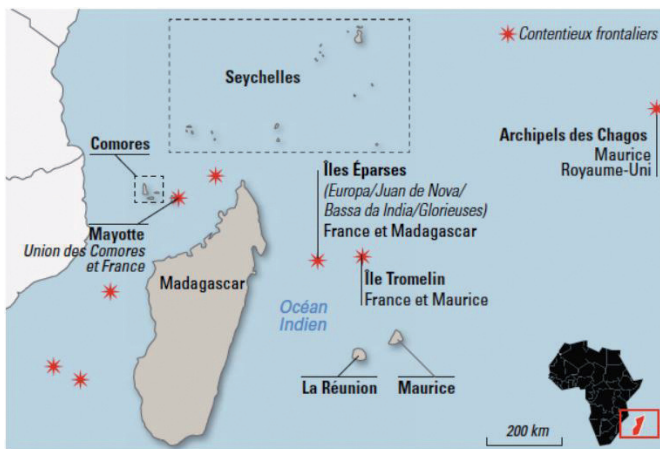 Contentieux frontaliers
Seychelles
Archipels des Chagos
Maurice
Royaume-Uni
Comores
Îles Éparses
(Europa/Juan de Nova/
Bassa da India/Glorieuses)
France et Madagascar
Mayotte
Union des Comores
et France
Madagascar
Île Tromelin
France et Maurice
Océan
Indien
La Réunion
Maurice
200 km